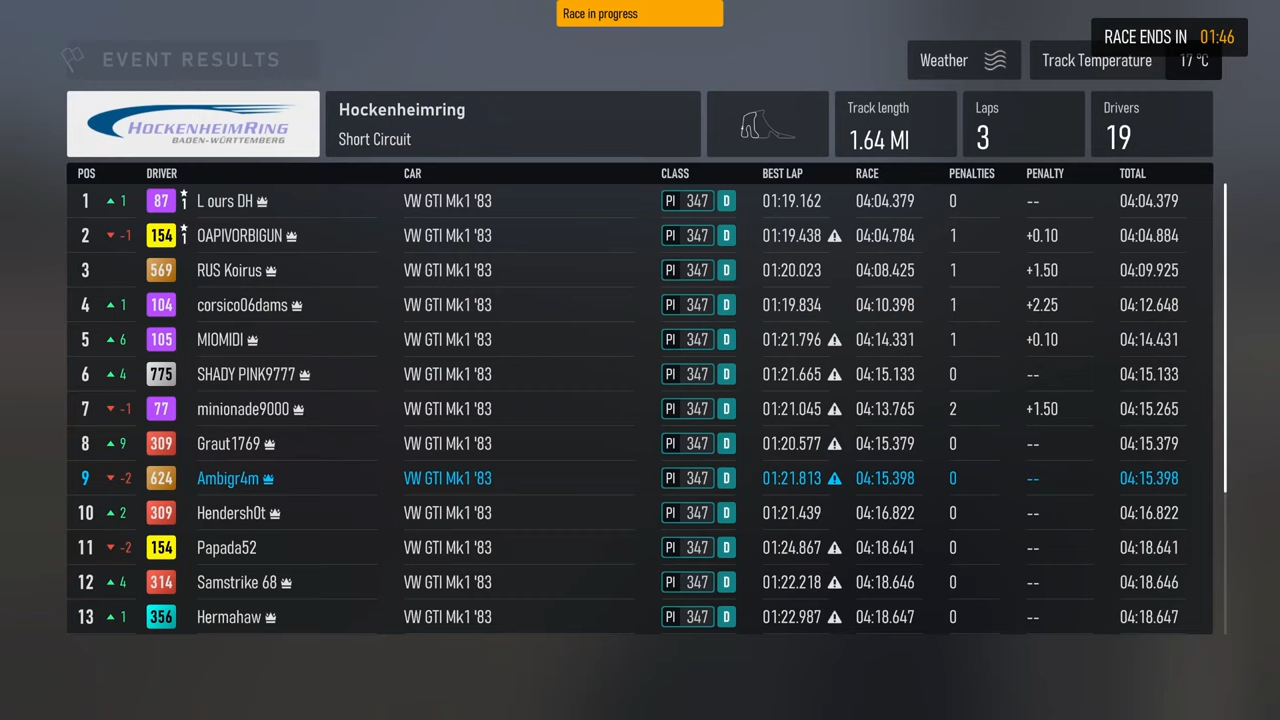 Race in progress
RACE ENDS IN 01:46
EVENT RESULTS
Weather
Track Temperature 17 °C
HOCKENHEIMRING
BADEN-WÜRTTEMBERG
Hockenheimring
Short Circuit
Track length
1.64 MI
Laps
3
Drivers
19
POS DRIVER CAR CLASS BEST LAP RACE PENALTIES PENALTY TOTAL
1 1 87 1 L ours DH VW GTI Mk1 '83 PI 347 D 01:19.162 04:04.379 0 -- 04:04.379
2 -1 154 1 OAPIVORBIGUN VW GTI Mk1 '83 PI 347 D 01:19.438 04:04.784 1 +0.10 04:04.884
3 569 RUS Koirus VW GTI Mk1 '83 PI 347 D 01:20.023 04:08.425 1 +1.50 04:09.925
4 1 104 corsico06dams VW GTI Mk1 '83 PI 347 D 01:19.834 04:10.398 1 +2.25 04:12.648
5 6 105 MIOMIDI VW GTI Mk1 '83 PI 347 D 01:21.796 04:14.331 1 +0.10 04:14.431
6 4 775 SHADY PINK9777 VW GTI Mk1 '83 PI 347 D 01:21.665 04:15.133 0 -- 04:15.133
7 -1 77 minionade9000 VW GTI Mk1 '83 PI 347 D 01:21.045 04:13.765 2 +1.50 04:15.265
8 9 309 Graut1769 VW GTI Mk1 '83 PI 347 D 01:20.577 04:15.379 0 -- 04:15.379
9 -2 624 Ambigr4m VW GTI Mk1 '83 PI 347 D 01:21.813 04:15.398 0 -- 04:15.398
10 2 309 Hendersh0t VW GTI Mk1 '83 PI 347 D 01:21.439 04:16.822 0 -- 04:16.822
11 -2 154 Papada52 VW GTI Mk1 '83 PI 347 D 01:24.867 04:18.641 0 -- 04:18.641
12 4 314 Samstrike 68 VW GTI Mk1 '83 PI 347 D 01:22.218 04:18.646 0 -- 04:18.646
13 1 356 Hermahaw VW GTI Mk1 '83 PI 347 D 01:22.987 04:18.647 0 -- 04:18.647